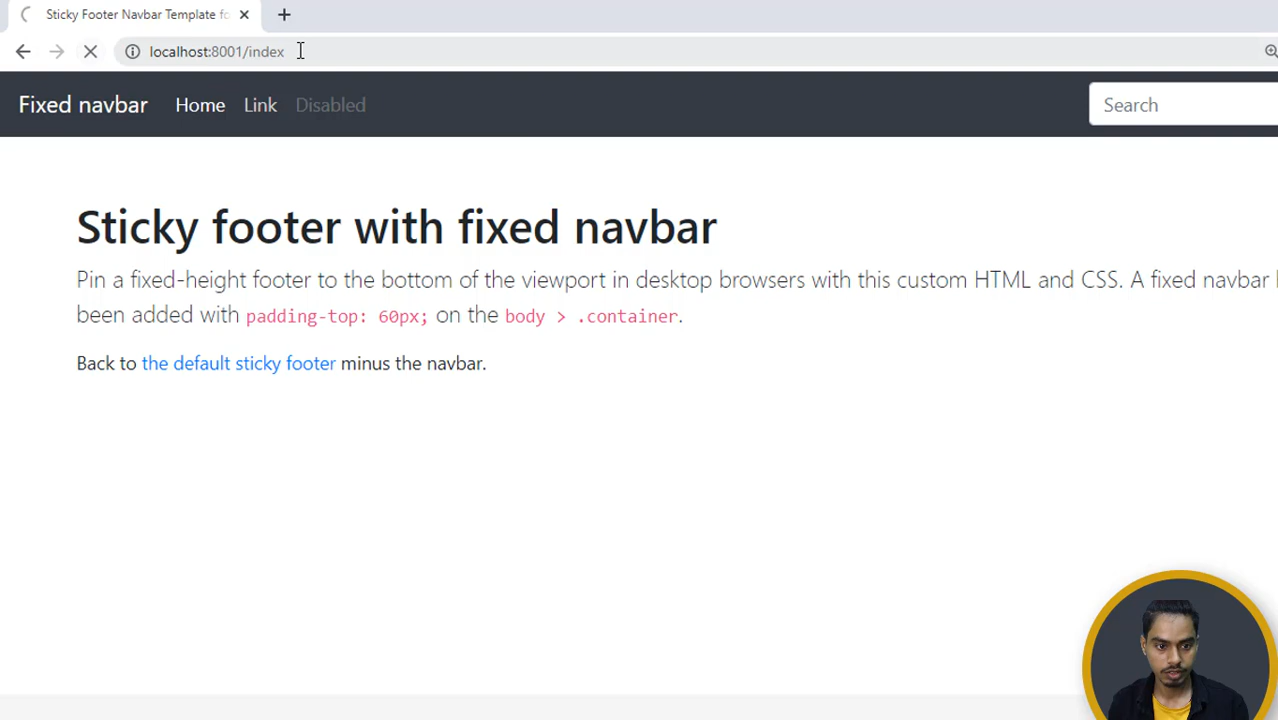 Sticky Footer Navbar Template fo
localhost:8001/index
Fixed navbar Home Link Disabled Search
Sticky footer with fixed navbar
Pin a fixed-height footer to the bottom of the viewport in desktop browsers with this custom HTML and CSS. A fixed navbar
been added with padding-top: 60px; on the body > .container.
Back to the default sticky footer minus the navbar.